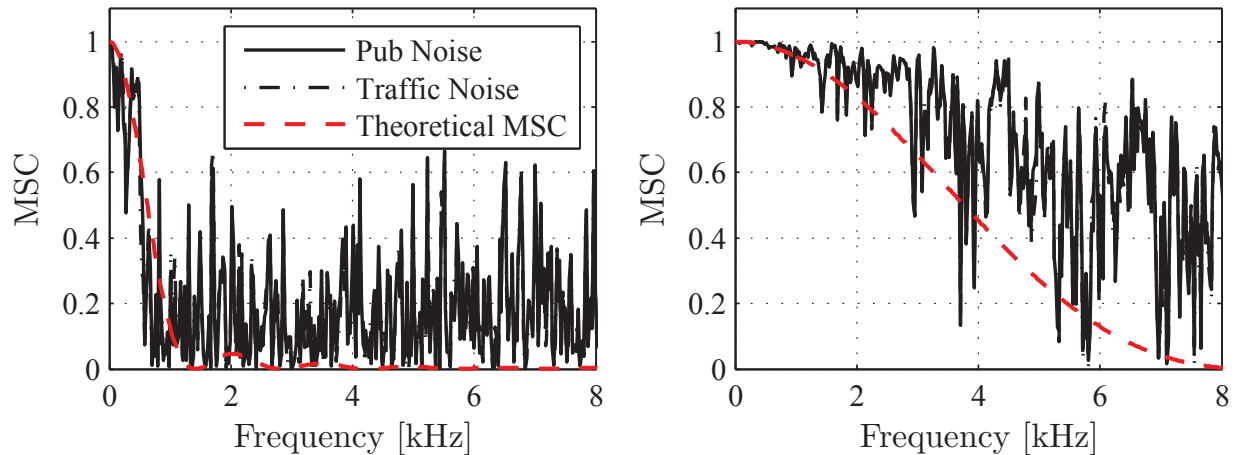 1
0.8
0.6
0.4
0.2
0
MSC
Pub Noise
Traffic Noise
Theoretical MSC
0 2 4 6 8
Frequency [kHz]
1
0.8
0.6
0.4
0.2
0
MSC
0 2 4 6 8
Frequency [kHz]